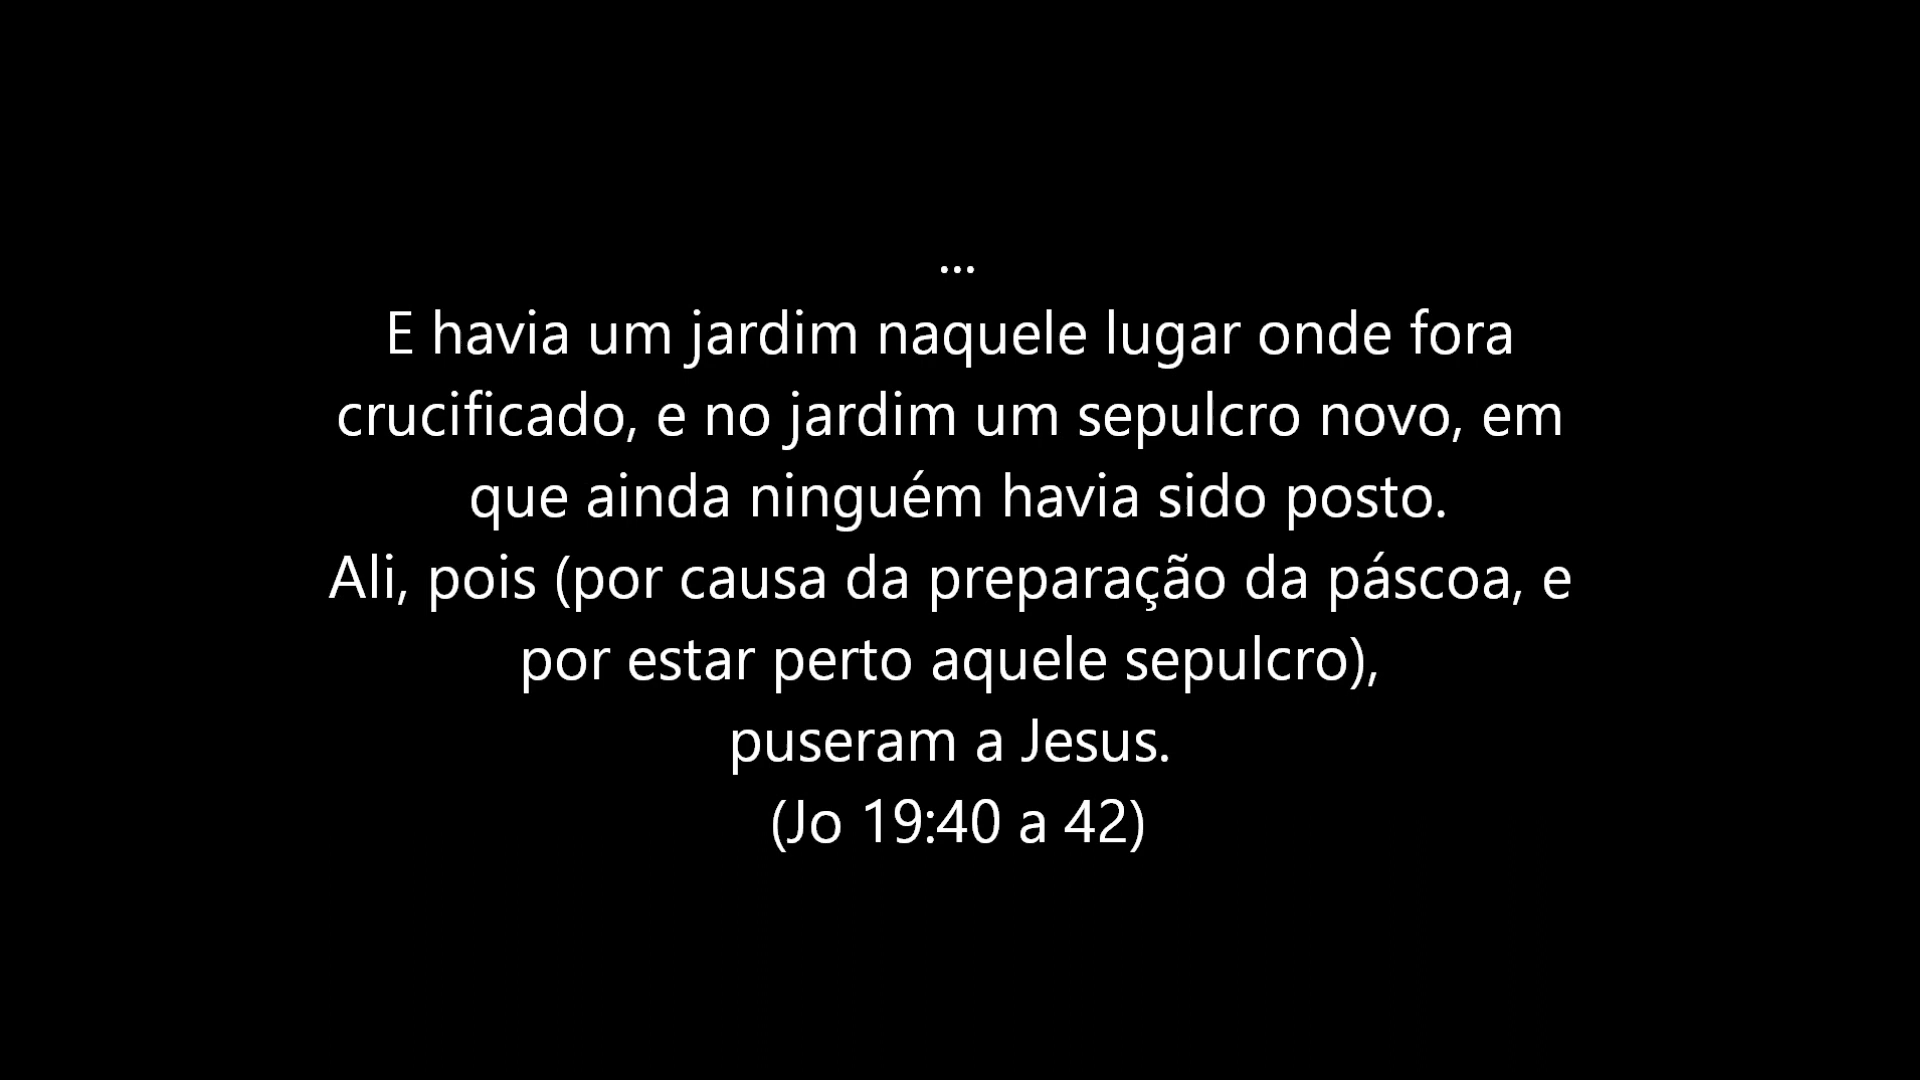 ...
E havia um jardim naquele lugar onde fora
crucificado, e no jardim um sepulcro novo, em
que ainda ninguém havia sido posto.
Ali, pois (por causa da preparação da páscoa, e
por estar perto aquele sepulcro),
puseram a Jesus.
(Jo 19:40 a 42)